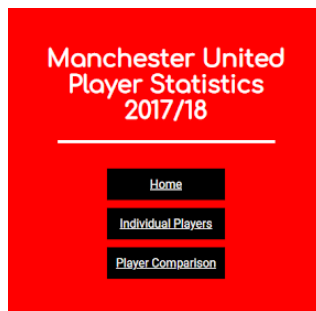 Manchester United
Player Statistics
2017/18
Home
Individual Players
Player Comparison